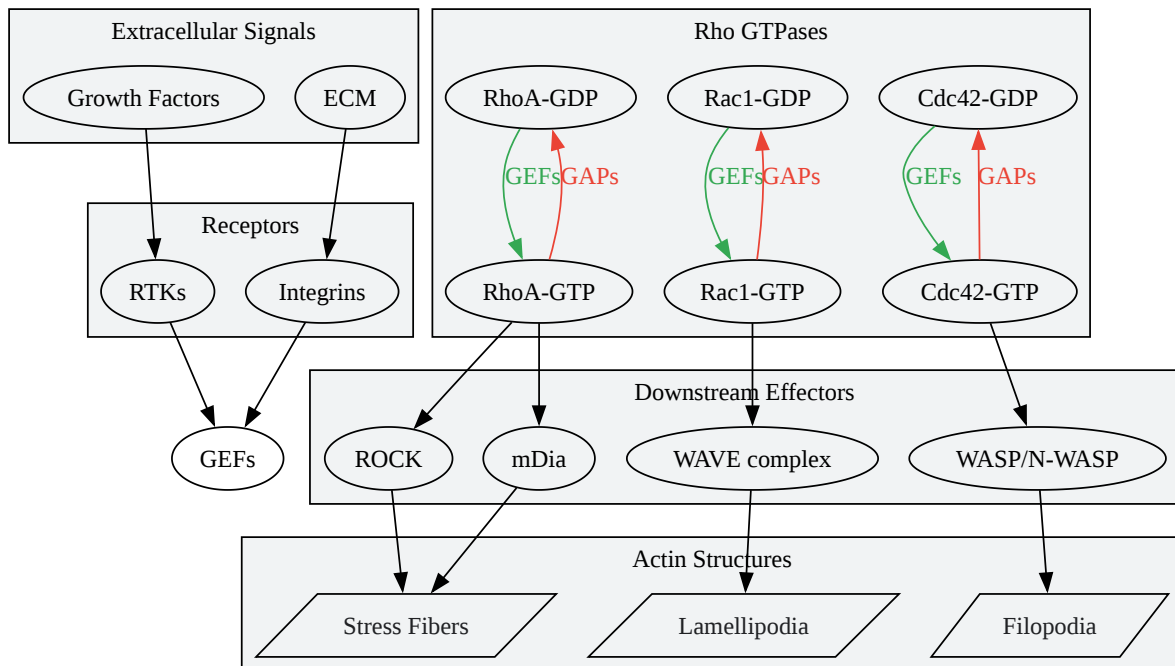 Extracellular Signals
Growth Factors
ECM
Rho GTPases
RhoA-GDP
Rac1-GDP
Cdc42-GDP
GEFs
GAPs
GEFs
GAPs
GEFs
GAPs
Receptors
RTKs
Integrins
RhoA-GTP
Rac1-GTP
Cdc42-GTP
GEFs
Downstream Effectors
ROCK
mDia
WAVE complex
WASP/N-WASP
Actin Structures
Stress Fibers
Lamellipodia
Filopodia